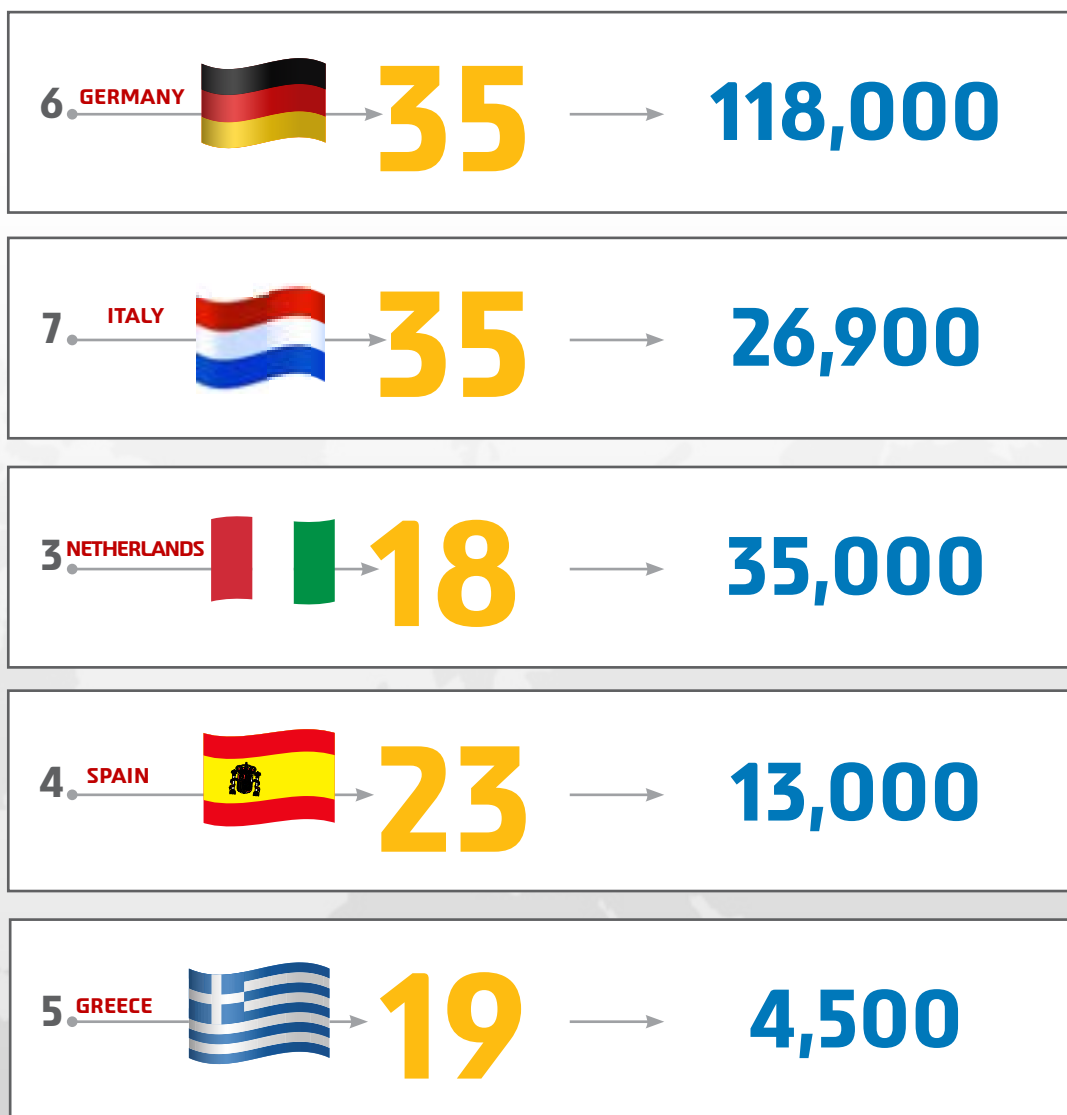 6 GERMANY 35 118,000
7 ITALY 35 26,900
3 NETHERLANDS 18 35,000
4 SPAIN 23 13,000
5 GREECE 19 4,500